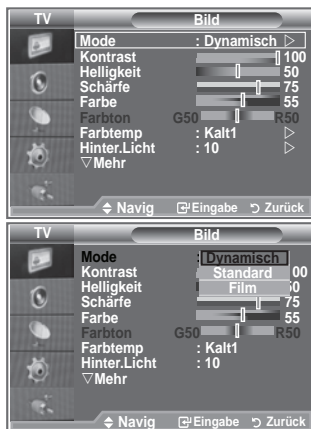 TV Bild
Mode : Dynamisch ▷
Kontrast 100
Helligkeit 50
Schärfe 75
Farbe 55
Farbton G50 R50
Farbtemp : Kalt1 ▷
Hinter.Licht : 10 ▷
▽Mehr
Navig Eingabe Zurück
TV Bild
Mode : Dynamisch
Kontrast Standard 00
Helligkeit Film 50
Schärfe 75
Farbe 55
Farbton G50 R50
Farbtemp : Kalt1
Hinter.Licht : 10
▽Mehr
Navig Eingabe Zurück